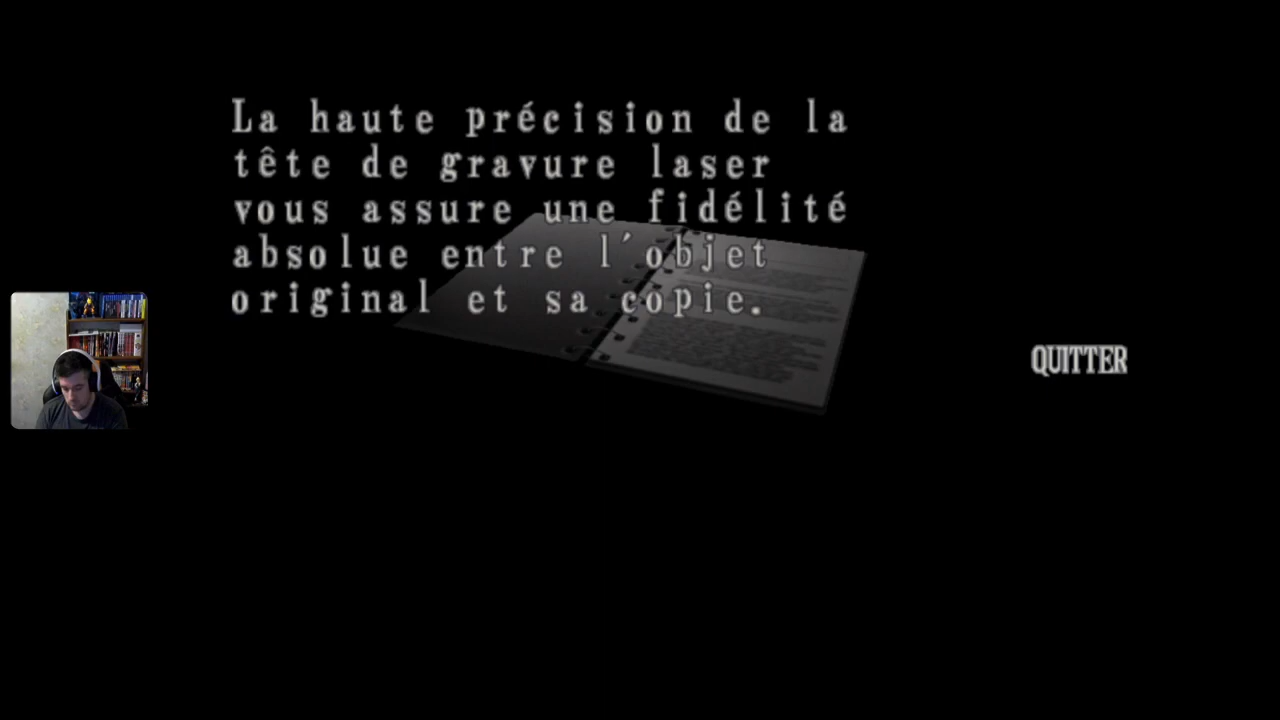 La haute précision de la
tête de gravure laser
vous assure une fidélité
absolue entre l´objet
original et sa copie.
QUITTER